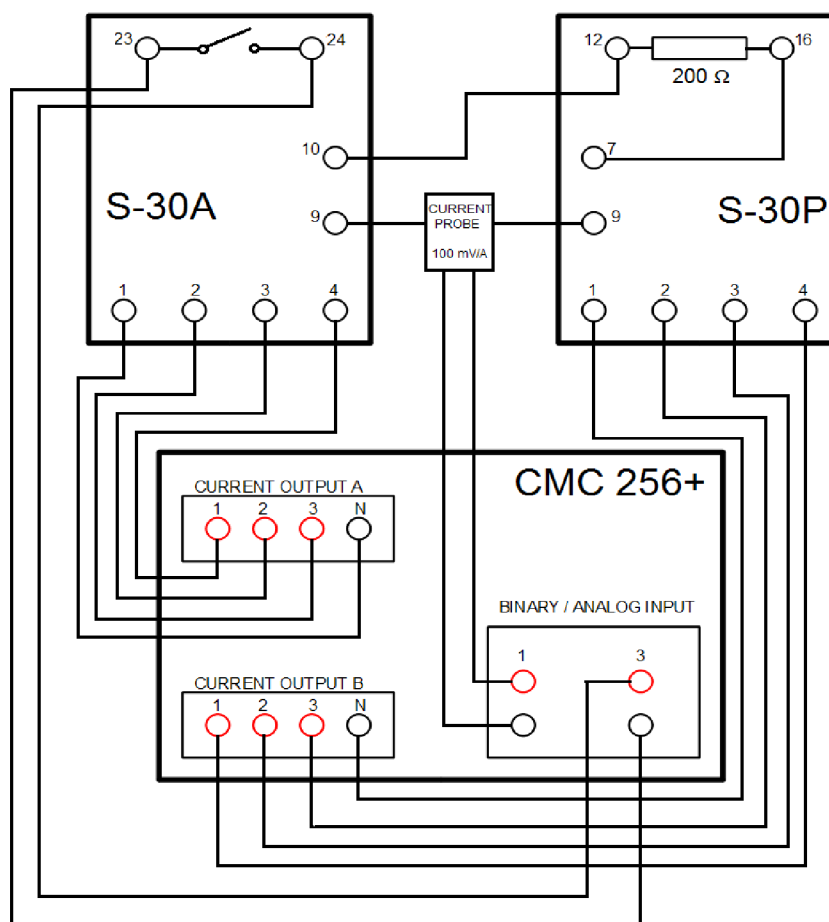 23
24
12
16
200 Ω
10
7
S-30A
9
CURRENT
PROBE
100 mV/A
9
S-30P
1
2
3
4
1
2
3
4
CMC 256+
CURRENT OUTPUT A
1
2
3
N
BINARY / ANALOG INPUT
1
3
CURRENT OUTPUT B
1
2
3
N